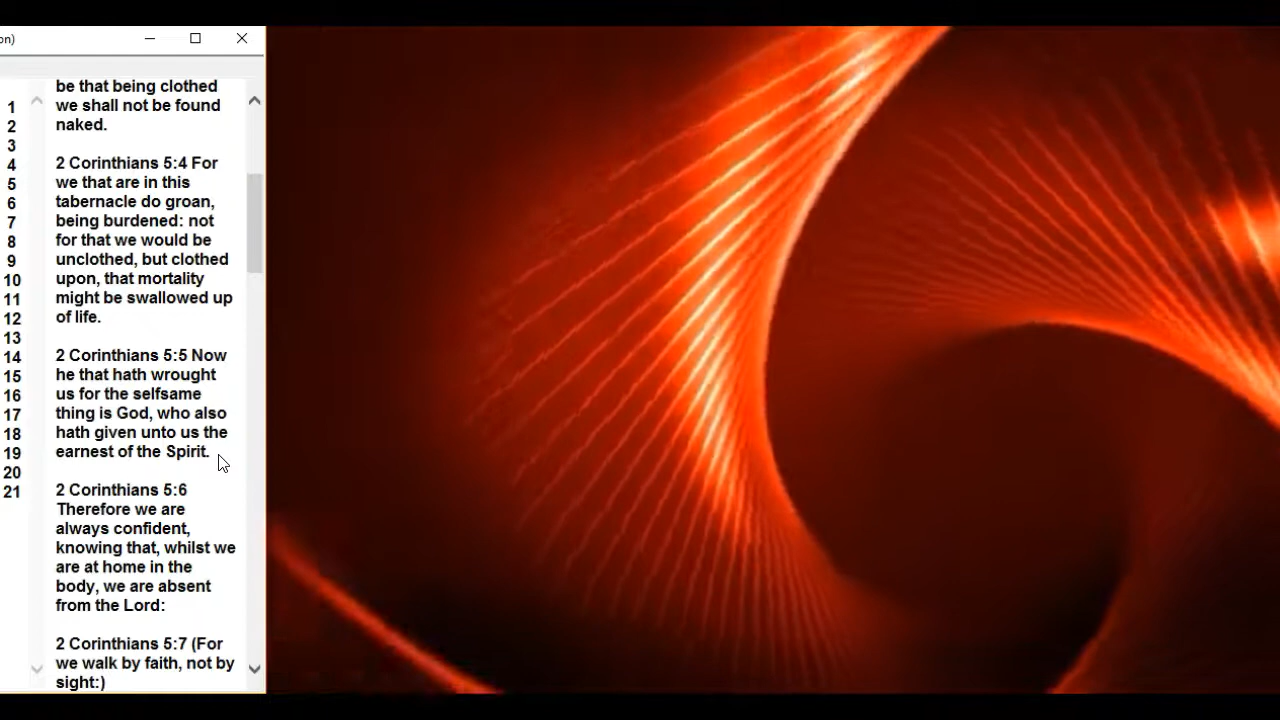 on)
1
2
3
4
5
6
7
8
9
10
11
12
13
14
15
16
17
18
19
20
21
be that being clothed
we shall not be found
naked.
2 Corinthians 5:4 For
we that are in this
tabernacle do groan,
being burdened: not
for that we would be
unclothed, but clothed
upon, that mortality
might be swallowed up
of life.
2 Corinthians 5:5 Now
he that hath wrought
us for the selfsame
thing is God, who also
hath given unto us the
earnest of the Spirit.
2 Corinthians 5:6
Therefore we are
always confident,
knowing that, whilst we
are at home in the
body, we are absent
from the Lord:
2 Corinthians 5:7 (For
we walk by faith, not by
sight:)